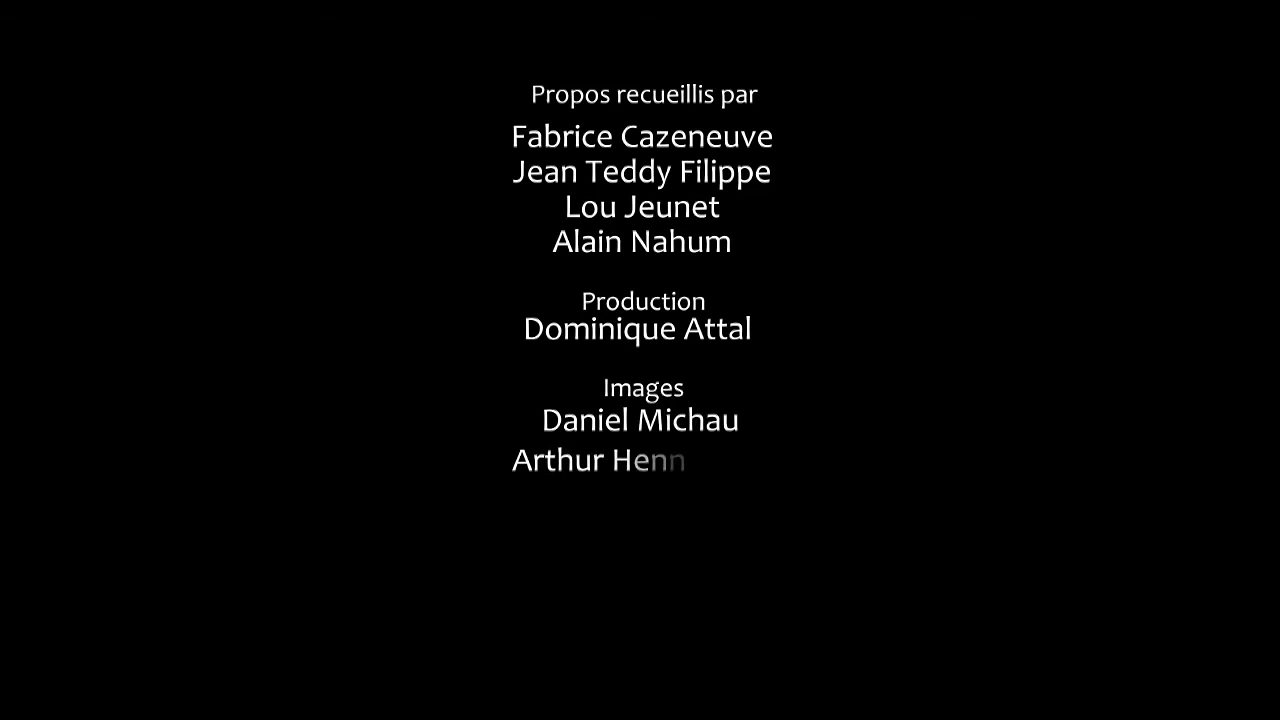 Propos recueillis par
Fabrice Cazeneuve
Jean Teddy Filippe
Lou Jeunet
Alain Nahum
Production
Dominique Attal
Images
Daniel Michau
Arthur Henn